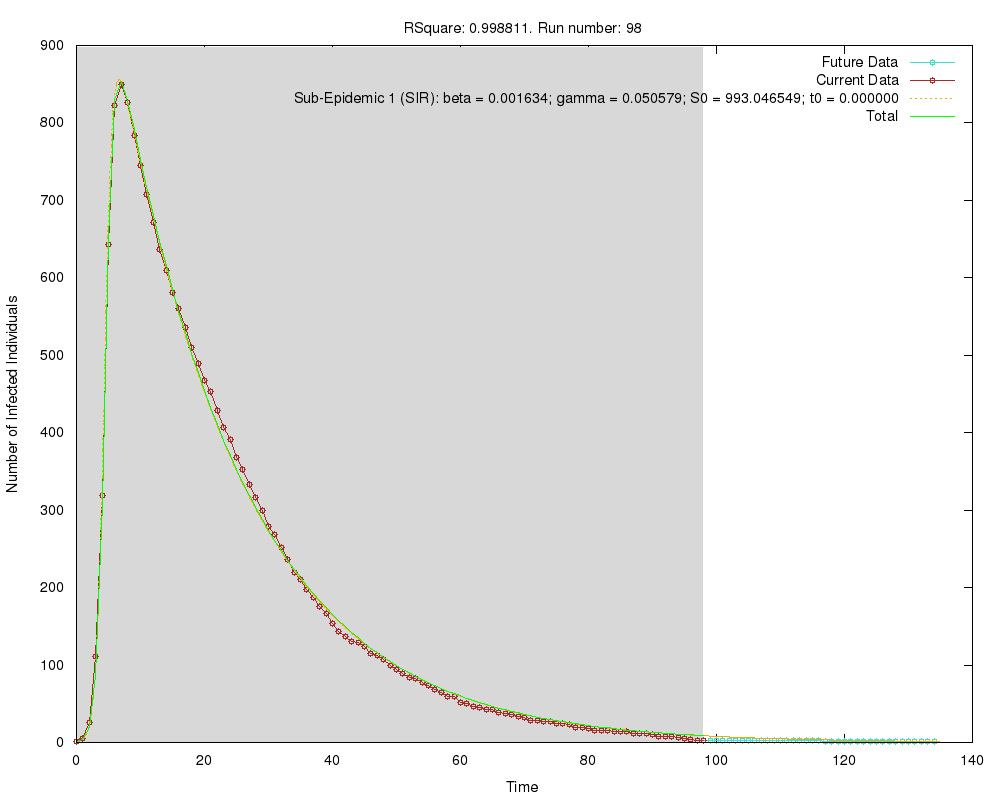 RSquare: 0.998811. Run number: 98
Future Data
Current Data
Sub-Epidemic 1 (SIR): beta = 0.001634; gamma = 0.050579; S0 = 993.046549; t0 = 0.000000
Total
900
800
700
600
500
400
300
200
100
0
Number of Infected Individuals
0 20 40 60 80 100 120 140
Time